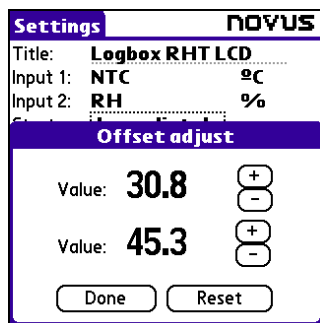 Settings novus
Title: Logbox RHT LCD
Input 1: NTC ºC
Input 2: RH %
Offset adjust
Value: 30.8 +
-
Value: 45.3 +
-
Done Reset